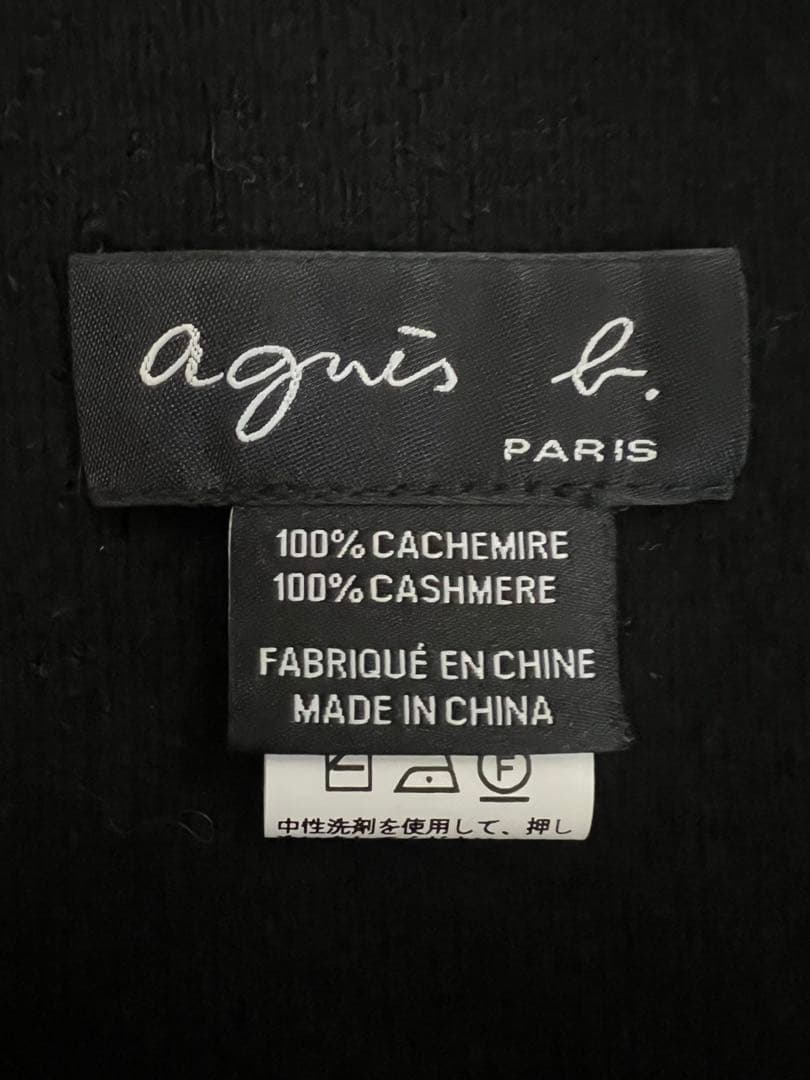 agnès b.
PARIS
100% CACHEMIRE
100% CASHMERE
FABRIQUÉ EN CHINE
MADE IN CHINA
F
中性洗剤を使用して、押し